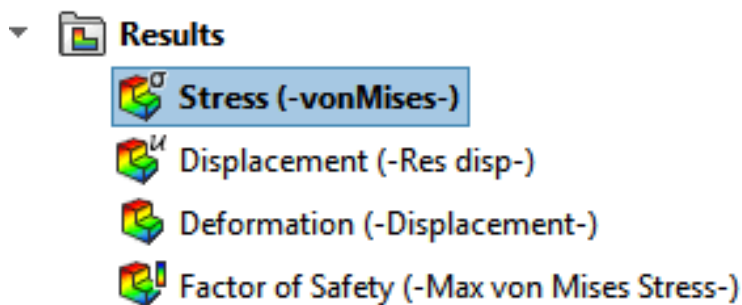 Results
σ Stress (-vonMises-)
u Displacement (-Res disp-)
Deformation (-Displacement-)
Factor of Safety (-Max von Mises Stress-)